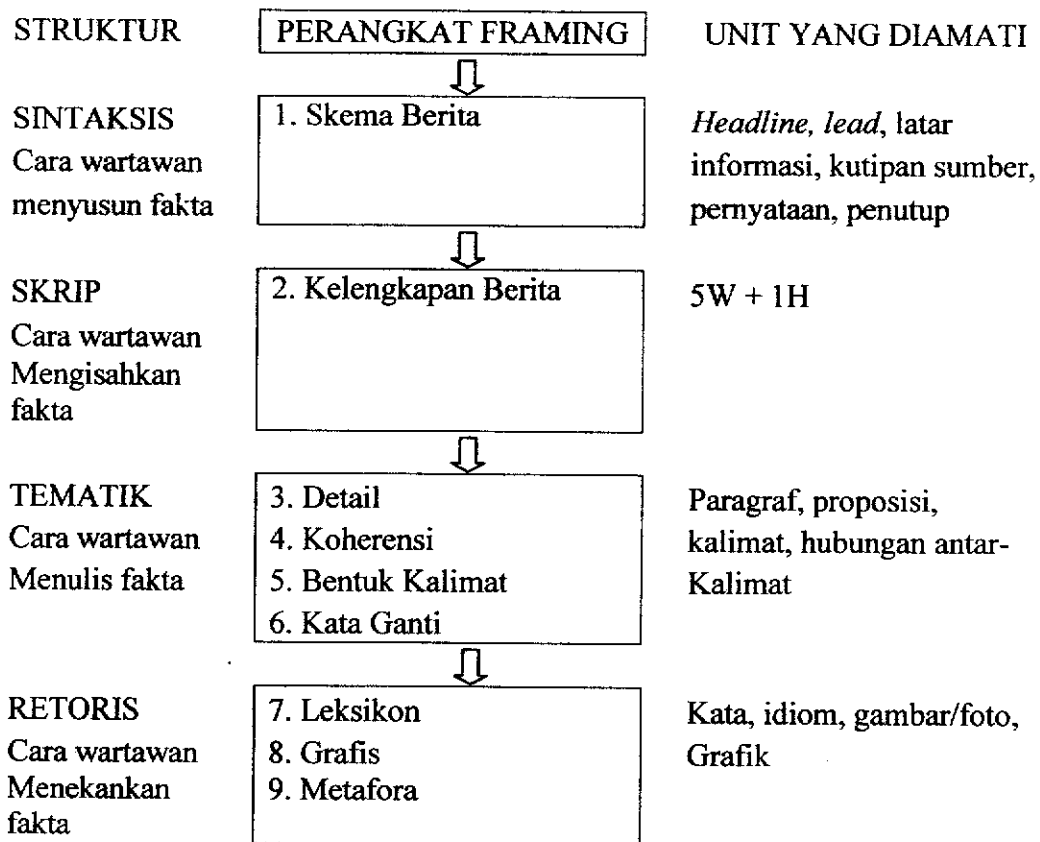 STRUKTUR
PERANGKAT FRAMING
UNIT YANG DIAMATI
SINTAKSIS
Cara wartawan
menyusun fakta
1. Skema Berita
Headline, lead, latar
informasi, kutipan sumber,
pernyataan, penutup
SKRIP
Cara wartawan
Mengisahkan
fakta
2. Kelengkapan Berita
5W + 1H
TEMATIK
Cara wartawan
Menulis fakta
3. Detail
4. Koherensi
5. Bentuk Kalimat
6. Kata Ganti
Paragraf, proposisi,
kalimat, hubungan antar-
Kalimat
RETORIS
Cara wartawan
Menekankan
fakta
7. Leksikon
8. Grafis
9. Metafora
Kata, idiom, gambar/foto,
Grafik